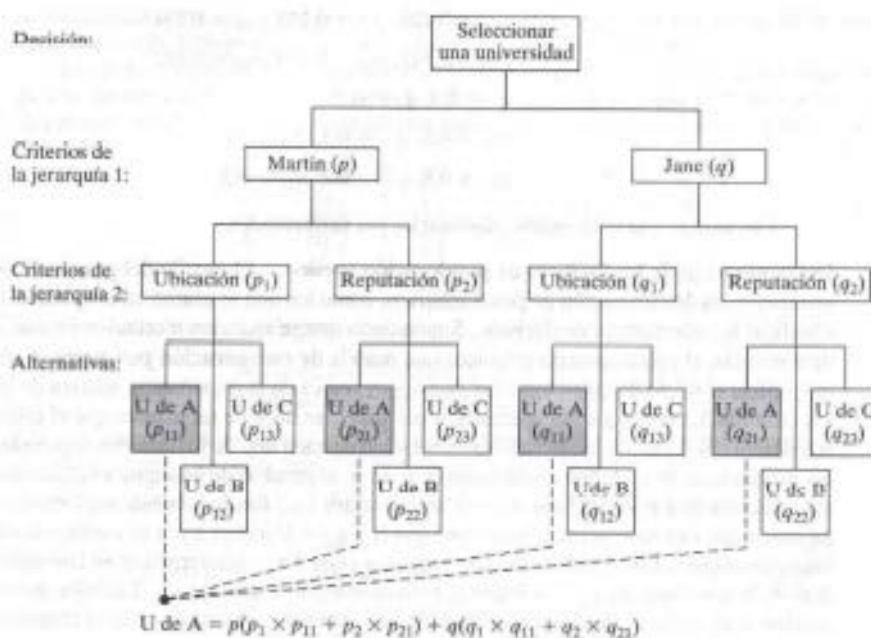 Decisión:
Seleccionar
una universidad
Criterios de
la jerarquía 1:
Martin (p)
Jane (q)
Criterios de
la jerarquía 2:
Ubicación (p₁)
Reputación (p₂)
Ubicación (q₁)
Reputación (q₂)
Alternativas:
U de A
(p₁₁)
U de C
(p₁₃)
U de A
(p₂₁)
U de C
(p₂₃)
U de A
(q₁₁)
U de C
(q₁₃)
U de A
(q₂₁)
U de C
(q₂₃)
U de B
(p₁₂)
U de B
(p₂₂)
U de B
(q₁₂)
U de B
(q₂₂)
U de A = p(p₁ × p₁₁ + p₂ × p₂₁) + q(q₁ × q₁₁ + q₂ × q₂₁)